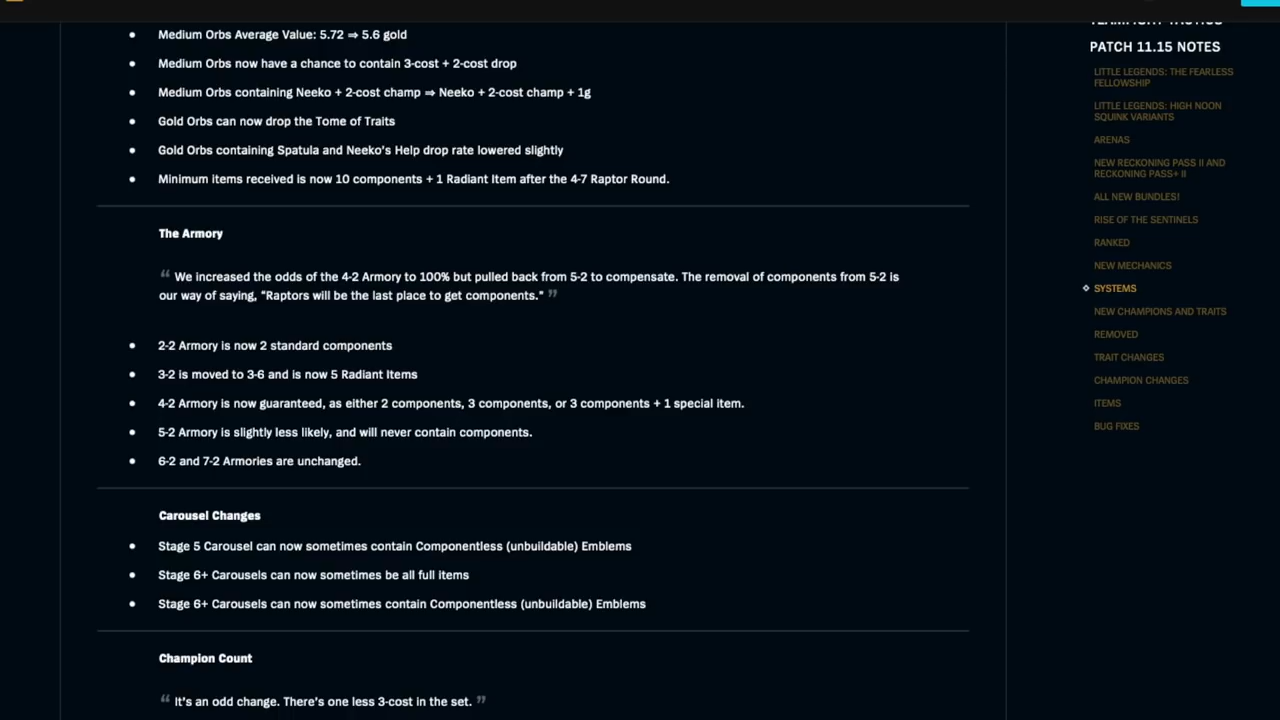 Medium Orbs Average Value: 5.72 ⇒ 5.6 gold
Medium Orbs now have a chance to contain 3-cost + 2-cost drop
Medium Orbs containing Neeko + 2-cost champ ⇒ Neeko + 2-cost champ + 1g
Gold Orbs can now drop the Tome of Traits
Gold Orbs containing Spatula and Neeko's Help drop rate lowered slightly
Minimum items received is now 10 components + 1 Radiant Item after the 4-7 Raptor Round.
The Armory
“ We increased the odds of the 4-2 Armory to 100% but pulled back from 5-2 to compensate. The removal of components from 5-2 is
our way of saying, “Raptors will be the last place to get components.” ”
2-2 Armory is now 2 standard components
3-2 is moved to 3-6 and is now 5 Radiant Items
4-2 Armory is now guaranteed, as either 2 components, 3 components, or 3 components + 1 special item.
5-2 Armory is slightly less likely, and will never contain components.
6-2 and 7-2 Armories are unchanged.
Carousel Changes
Stage 5 Carousel can now sometimes contain Componentless (unbuildable) Emblems
Stage 6+ Carousels can now sometimes be all full items
Stage 6+ Carousels can now sometimes contain Componentless (unbuildable) Emblems
Champion Count
“ It's an odd change. There's one less 3-cost in the set. ”
TEAMFIGHT TACTICS
PATCH 11.15 NOTES
LITTLE LEGENDS: THE FEARLESS
FELLOWSHIP
LITTLE LEGENDS: HIGH NOON
SQUINK VARIANTS
ARENAS
NEW RECKONING PASS II AND
RECKONING PASS+ II
ALL NEW BUNDLES!
RISE OF THE SENTINELS
RANKED
NEW MECHANICS
SYSTEMS
NEW CHAMPIONS AND TRAITS
REMOVED
TRAIT CHANGES
CHAMPION CHANGES
ITEMS
BUG FIXES